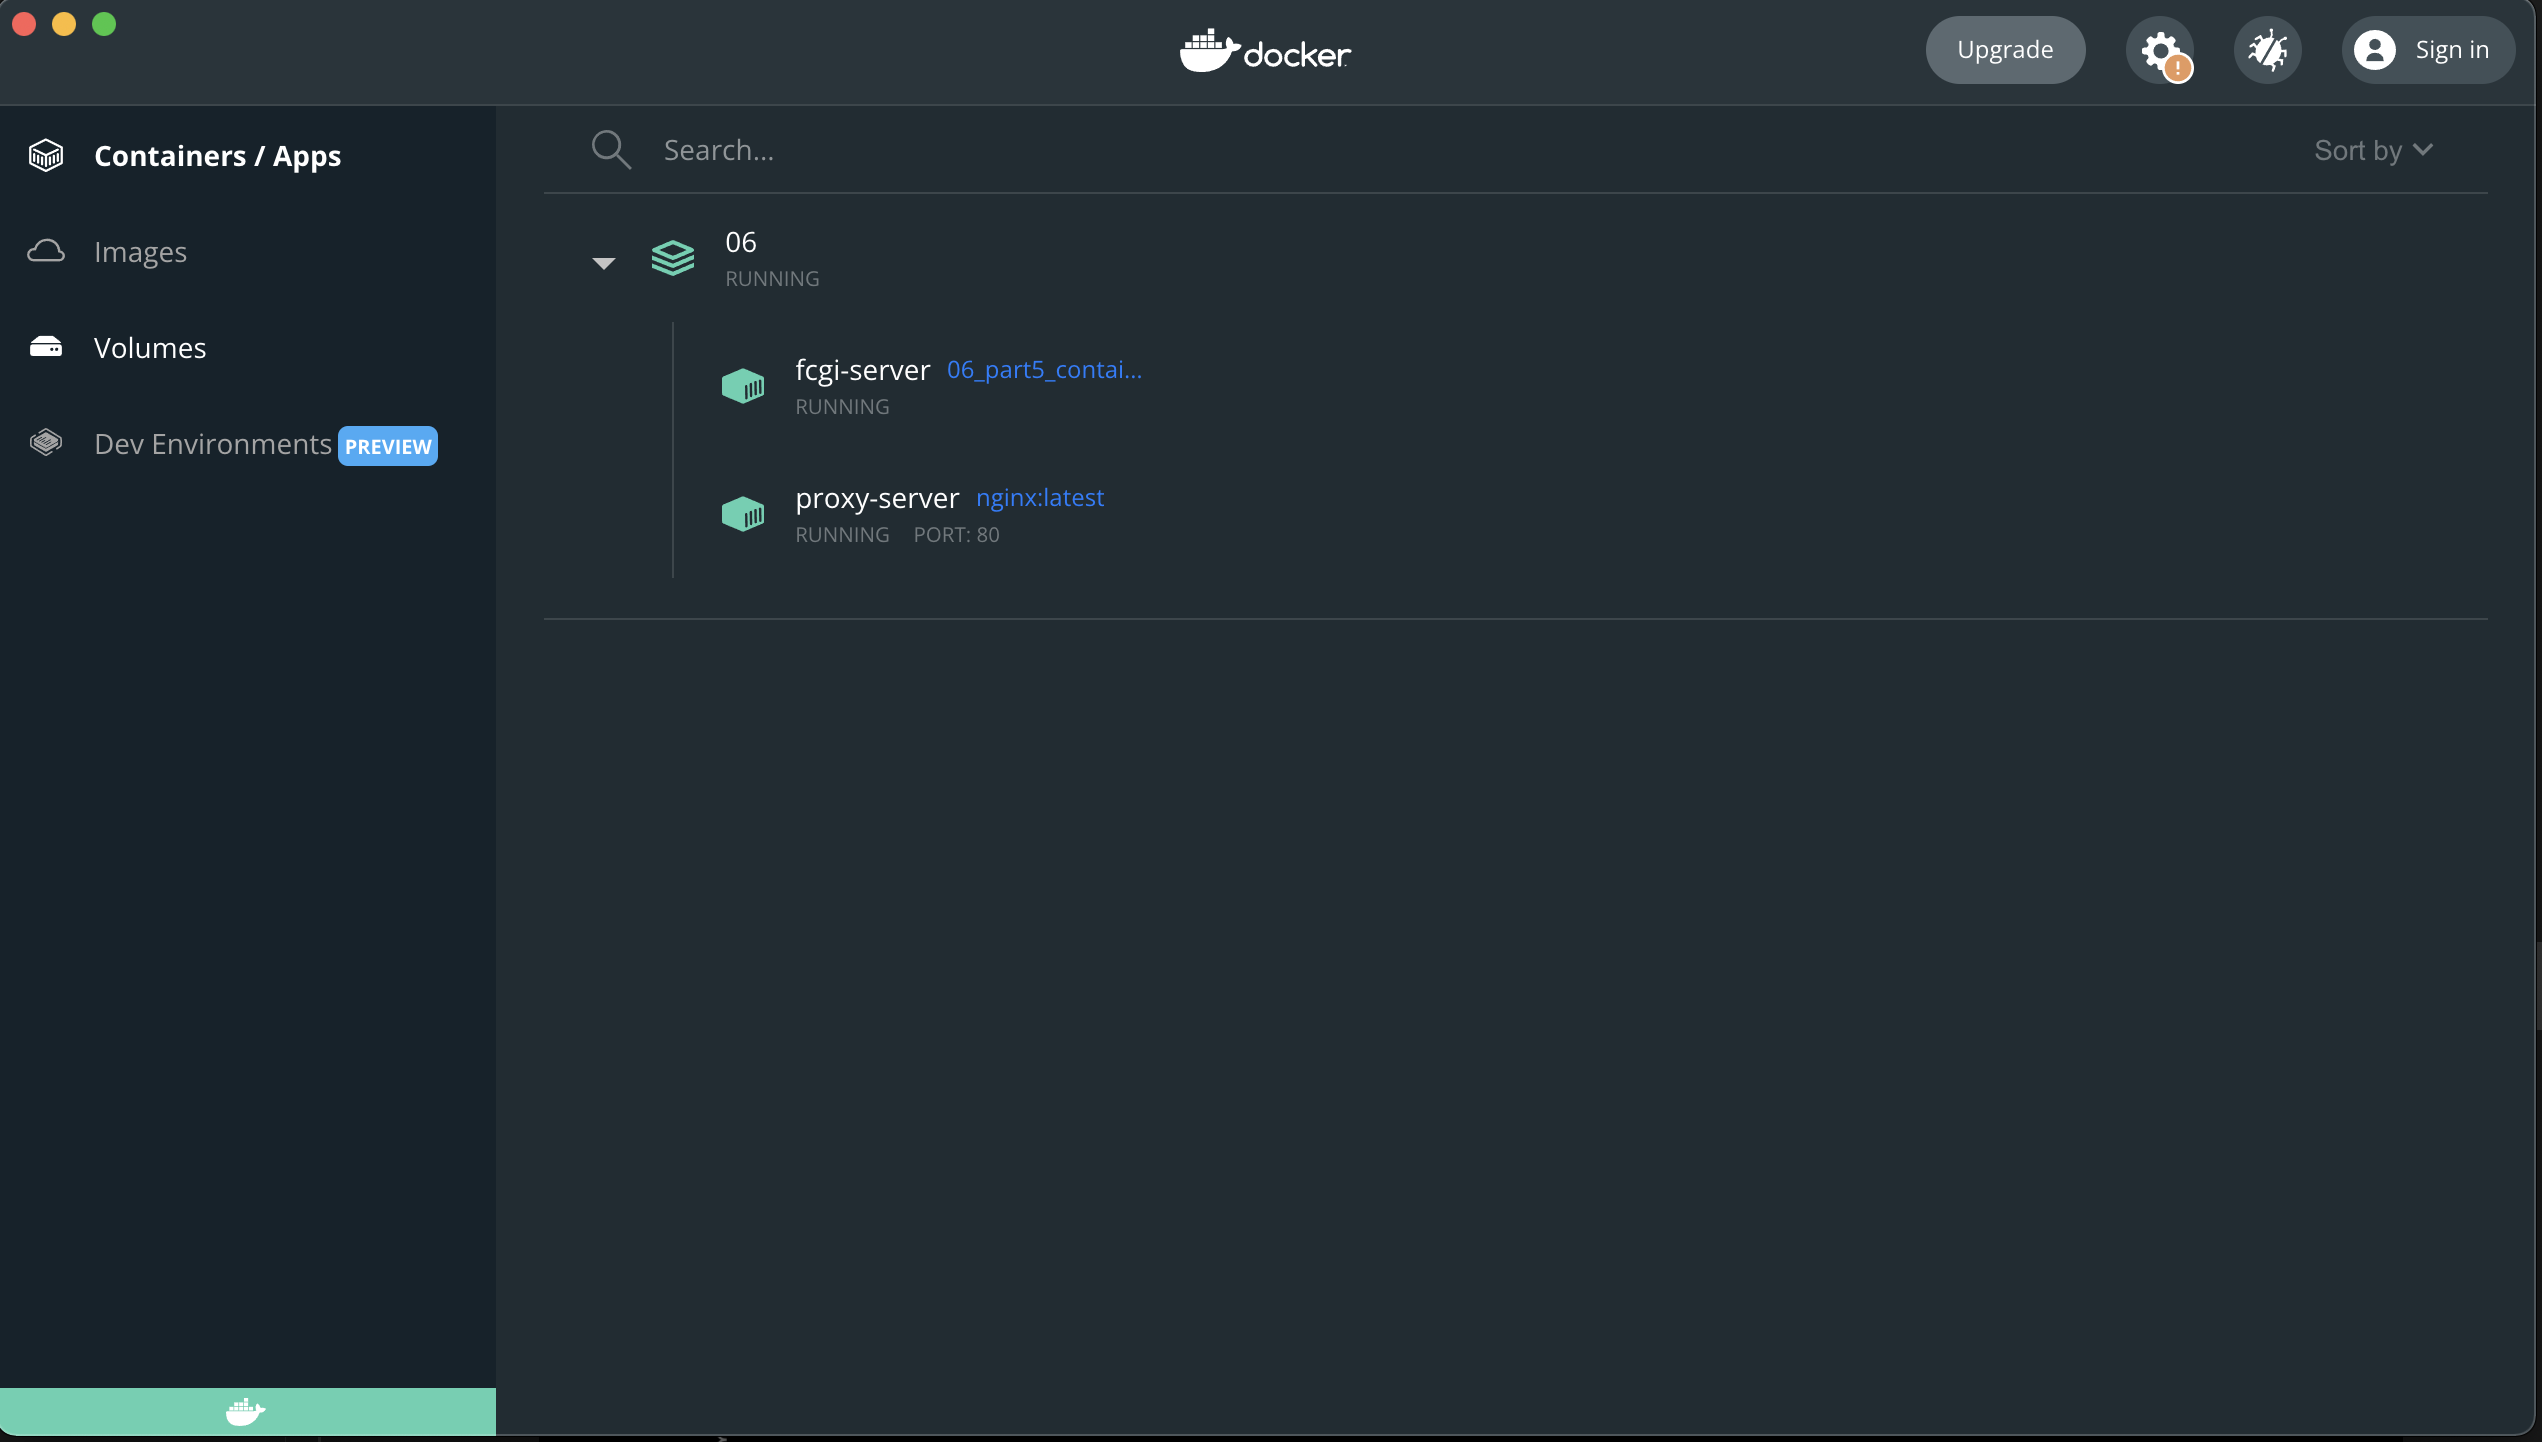 docker
Upgrade
Sign in
Containers / Apps
Images
Volumes
Dev Environments PREVIEW
Search...
Sort by
06
RUNNING
fcgi-server 06_part5_contai...
RUNNING
proxy-server nginx:latest
RUNNING PORT: 80